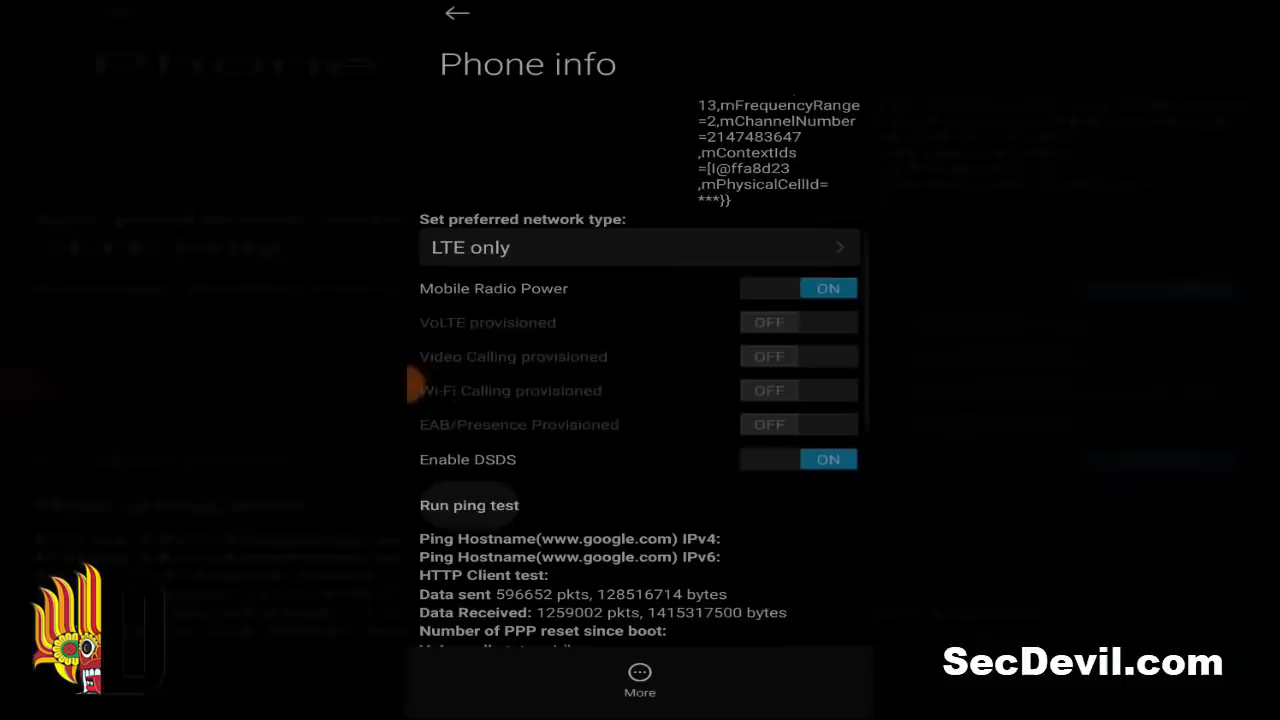 Phone info
13,mFrequencyRange
=2,mChannelNumber
=2147483647
,mContextIds
=[I@ffa8d23
,mPhysicalCellId=
***}}
Set preferred network type:
LTE only
Mobile Radio Power ON
VoLTE provisioned OFF
Video Calling provisioned OFF
Wi-Fi Calling provisioned OFF
EAB/Presence Provisioned OFF
Enable DSDS ON
Run ping test
Ping Hostname(www.google.com) IPv4:
Ping Hostname(www.google.com) IPv6:
HTTP Client test:
Data sent 596652 pkts, 128516714 bytes
Data Received: 1259002 pkts, 1415317500 bytes
Number of PPP reset since boot:
More
SecDevil.com